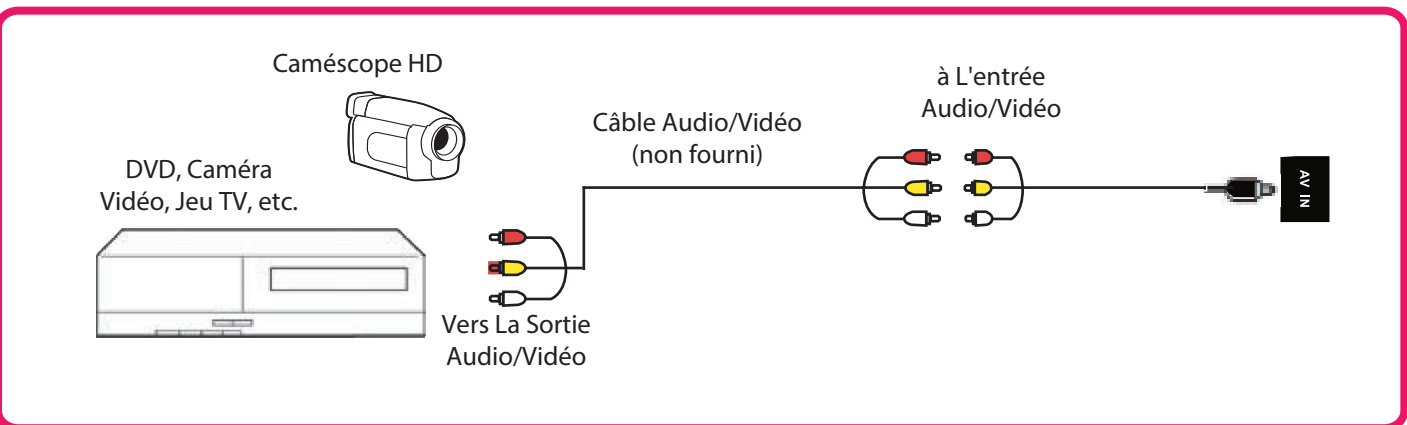 Caméscope HD
DVD, Caméra
Vidéo, Jeu TV, etc.
Câble Audio/Vidéo
(non fourni)
à L'entrée
Audio/Vidéo
AV IN
Vers La Sortie
Audio/Vidéo